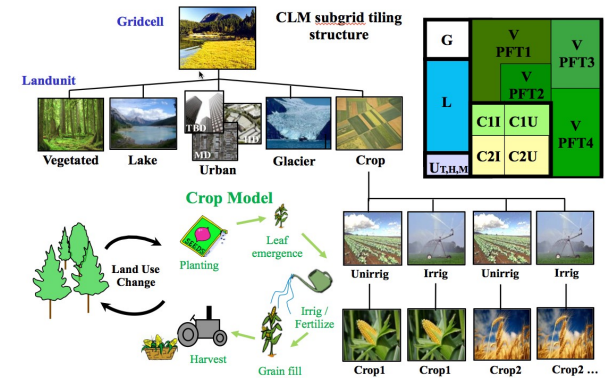 Gridcell
CLM subgrid tiling
structure
Landunit
TBD
HD
MD
Vegetated
Lake
Urban
Glacier
Crop
G
L
UT,H,M
V
PFT1
V
PFT2
V
PFT3
V
PFT4
C1I
C1U
C2I
C2U
Crop Model
Land Use
Change
SEEDS
Planting
Leaf
emergence
Irrig /
Fertilize
Grain fill
Harvest
Unirrig
Irrig
Unirrig
Irrig
Crop1
Crop1
Crop2
Crop2 ...